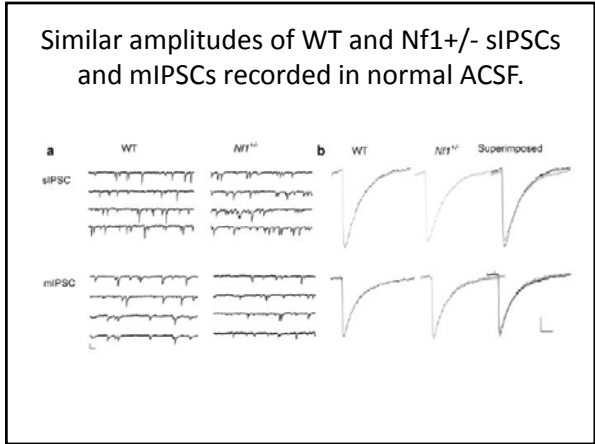 Similar amplitudes of WT and Nf1+/- sIPSCs
and mIPSCs recorded in normal ACSF.
a WT Nf1+/- b WT Nf1+/- Superimposed
sIPSC
mIPSC